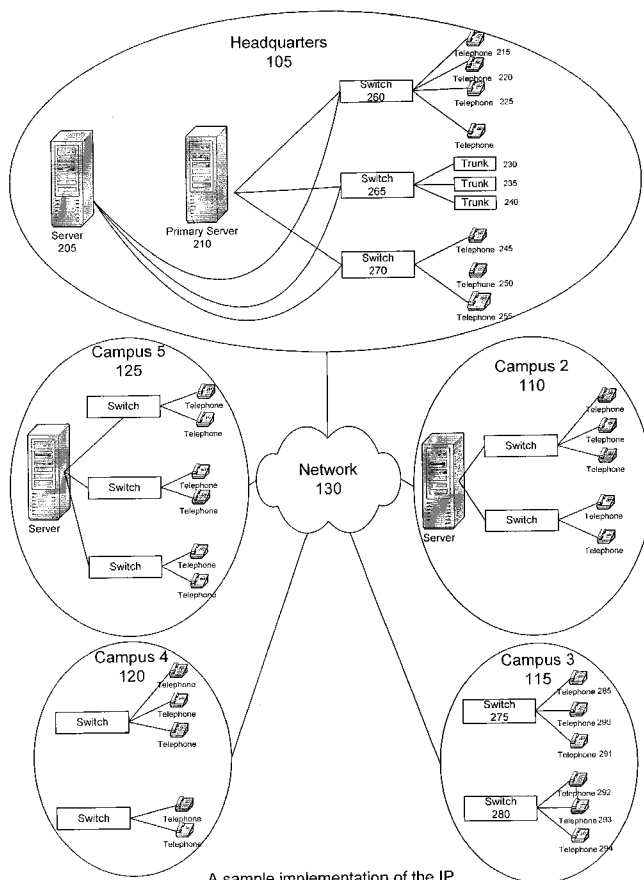 Headquarters
105
Telephone 215
Telephone 220
Telephone 225
Telephone
Switch
260
Trunk 230
Trunk 235
Trunk 240
Switch
265
Switch
270
Telephone 245
Telephone 250
Telephone 255
Server
205
Primary Server
210
Campus 5
125
Switch
Telephone
Telephone
Switch
Telephone
Telephone
Server
Switch
Telephone
Telephone
Network
130
Campus 2
110
Switch
Telephone
Telephone
Telephone
Server
Switch
Telephone
Telephone
Campus 4
120
Switch
Telephone
Telephone
Telephone
Switch
Telephone
Telephone
Campus 3
115
Switch
275
Telephone 285
Telephone 290
Telephone 291
Switch
280
Telephone 292
Telephone 293
Telephone 294
A sample implementation of the IP